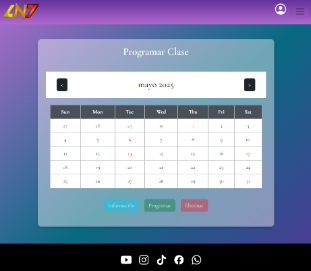 Programar Clase
‹ mayo 2025 ›
Sun Mon Tue Wed Thu Fri Sat
27 28 29 30 1 2 3
4 5 6 7 8 9 10
11 12 13 14 15 16 17
18 19 20 21 22 23 24
25 26 27 28 29 30 31
Información Programar Eliminar